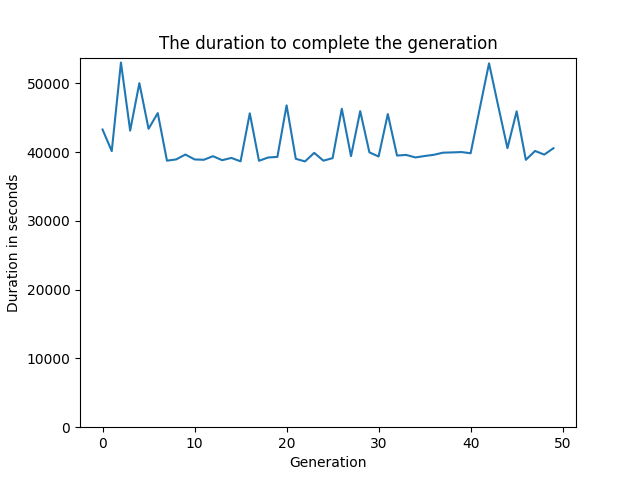 The duration to complete the generation
Duration in seconds
50000
40000
30000
20000
10000
0
0 10 20 30 40 50
Generation